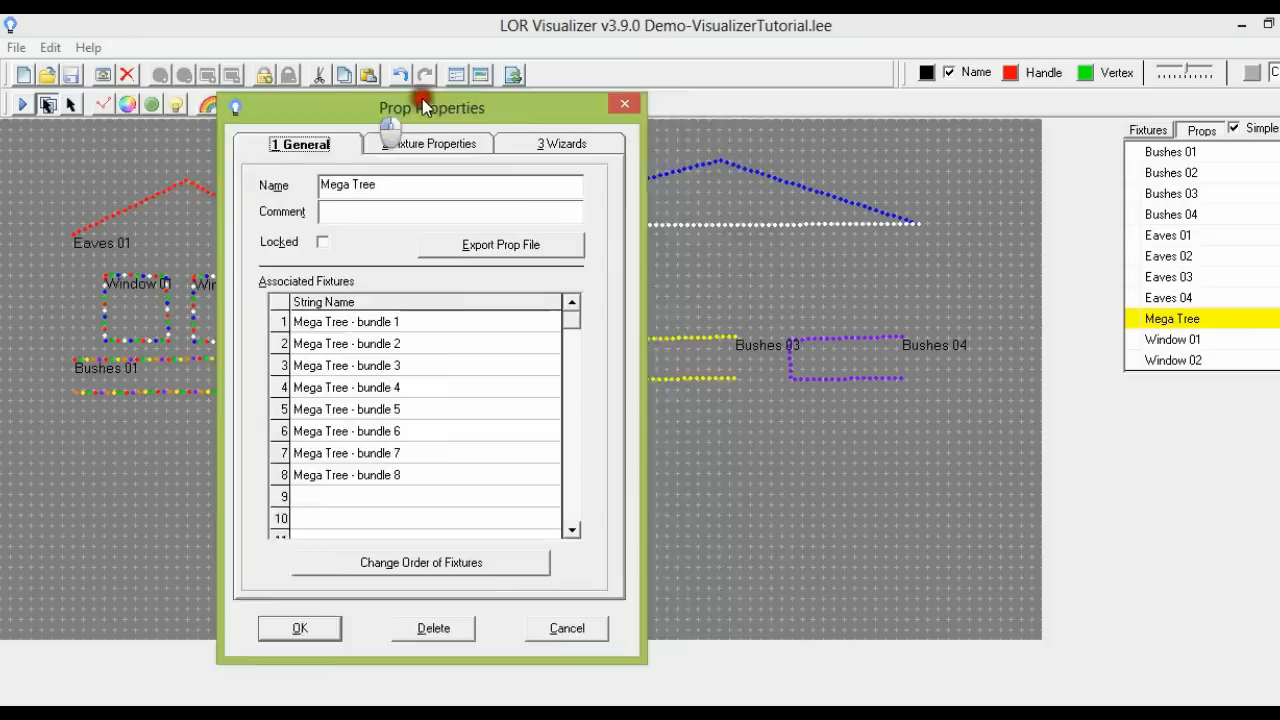 LOR Visualizer v3.9.0 Demo-VisualizerTutorial.lee
File Edit Help
Name Handle Vertex
Prop Properties
1 General
Fixture Properties
3 Wizards
Name Mega Tree
Comment
Locked
Export Prop File
Associated Fixtures
String Name
1 Mega Tree - bundle 1
2 Mega Tree - bundle 2
3 Mega Tree - bundle 3
4 Mega Tree - bundle 4
5 Mega Tree - bundle 5
6 Mega Tree - bundle 6
7 Mega Tree - bundle 7
8 Mega Tree - bundle 8
9
10
11
Change Order of Fixtures
OK Delete Cancel
Eaves 01
Window 01
Bushes 01
Bushes 03
Bushes 04
Fixtures Props Simple
Bushes 01
Bushes 02
Bushes 03
Bushes 04
Eaves 01
Eaves 02
Eaves 03
Eaves 04
Mega Tree
Window 01
Window 02